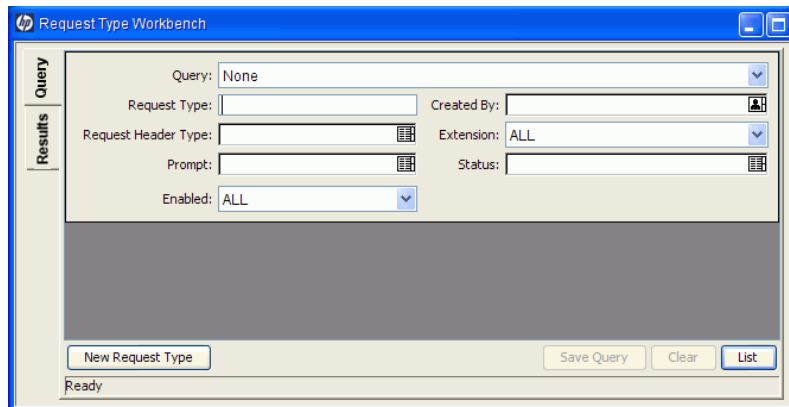 hp Request Type Workbench
Query
Results
Query: None
Request Type: Created By:
Request Header Type: Extension: ALL
Prompt: Status:
Enabled: ALL
New Request Type Save Query Clear List
Ready